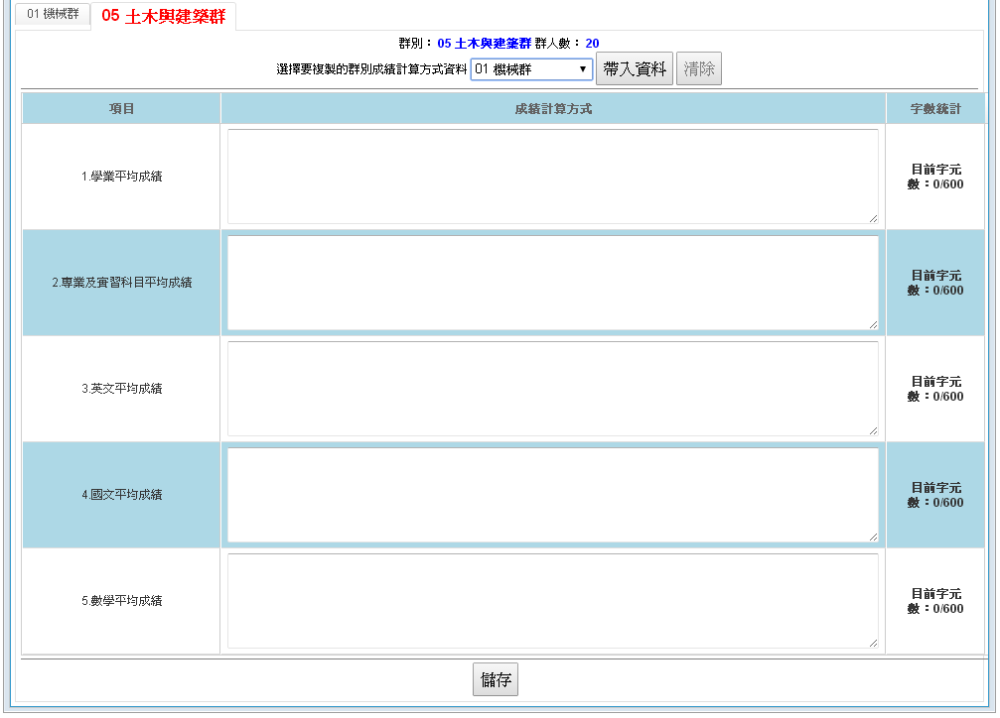 01 機械群 05 土木與建築群
群別：05 土木與建築群 群人數：20
選擇要複製的群別成績計算方式資料 01 機械群 帶入資料 清除
項目 成績計算方式 字數統計
1.學業平均成績
目前字元
數：0/600
2.專業及實習科目平均成績
目前字元
數：0/600
3.英文平均成績
目前字元
數：0/600
4.國文平均成績
目前字元
數：0/600
5.數學平均成績
目前字元
數：0/600
儲存